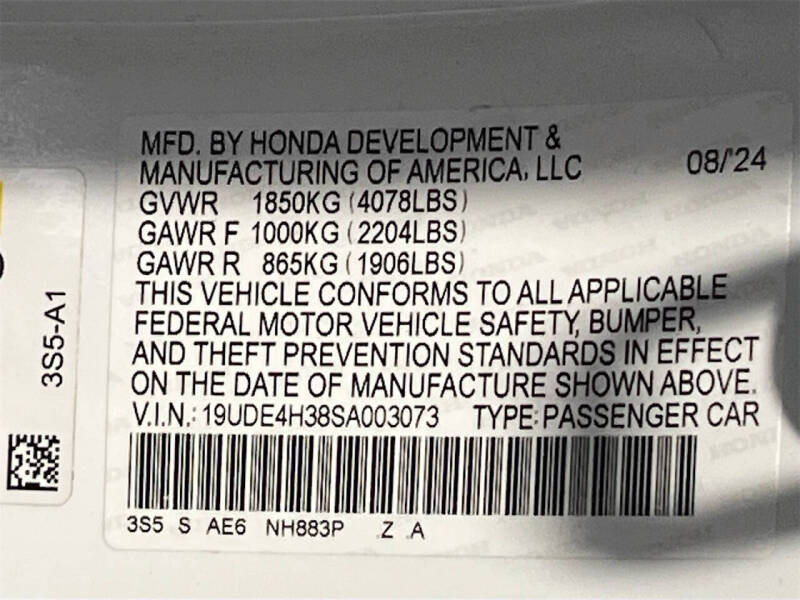 MFD. BY HONDA DEVELOPMENT &
MANUFACTURING OF AMERICA, LLC 08/'24
GVWR 1850KG (4078LBS)
GAWR F 1000KG (2204LBS)
GAWR R 865KG (1906LBS)
THIS VEHICLE CONFORMS TO ALL APPLICABLE
FEDERAL MOTOR VEHICLE SAFETY, BUMPER,
AND THEFT PREVENTION STANDARDS IN EFFECT
ON THE DATE OF MANUFACTURE SHOWN ABOVE.
V.I.N.: 19UDE4H38SA003073 TYPE: PASSENGER CAR
3S5 S AE6 NH883P Z A
3S5-A1